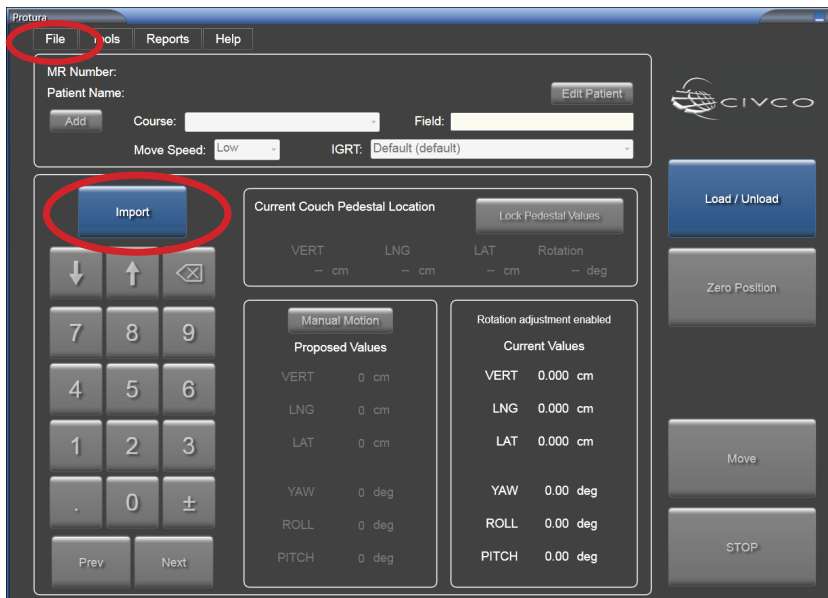 Protura
File Tools Reports Help
MR Number:
Patient Name:
Edit Patient
Add Course: Field:
Move Speed: Low IGRT: Default (default)
CIVCO
Import
Current Couch Pedestal Location Lock Pedestal Values
VERT LNG LAT Rotation
-- cm -- cm -- cm -- deg
Load / Unload
Zero Position
7 8 9
4 5 6
1 2 3
. 0 ±
Prev Next
Manual Motion
Proposed Values
VERT 0 cm
LNG 0 cm
LAT 0 cm
YAW 0 deg
ROLL 0 deg
PITCH 0 deg
Rotation adjustment enabled
Current Values
VERT 0.000 cm
LNG 0.000 cm
LAT 0.000 cm
YAW 0.00 deg
ROLL 0.00 deg
PITCH 0.00 deg
Move
STOP